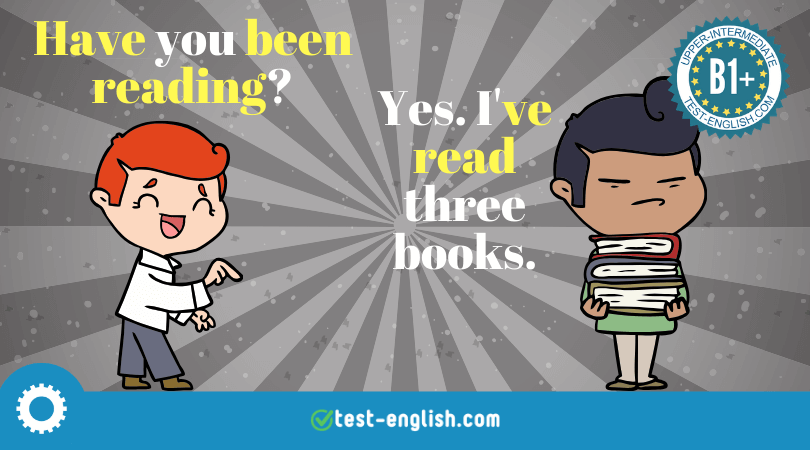 Have you been
reading?
Yes. I've
read
three
books.
UPPER-INTERMEDIATE
B1+
TEST-ENGLISH.COM
test-english.com